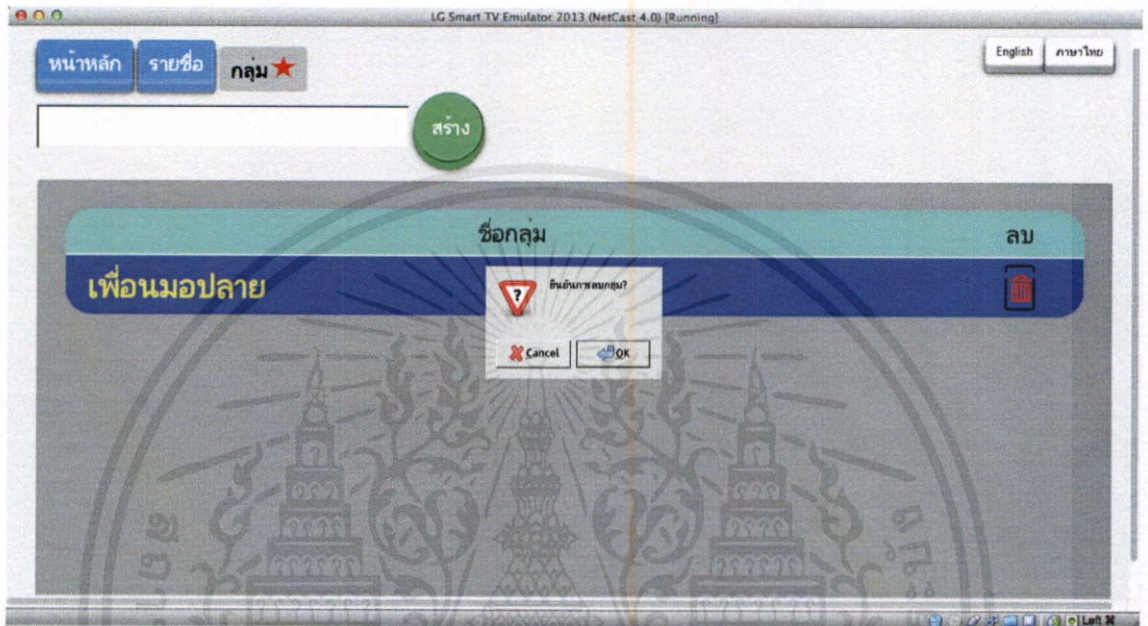 LG Smart TV Emulator 2013 (NetCast 4.0) [Running]
หน้าหลัก รายชื่อ กลุ่ม English ภาษาไทย
สร้าง
ชื่อกลุ่ม ลบ
เพื่อนมอปลาย
ยืนยันการลบกลุ่ม?
Cancel OK
Left ⌘